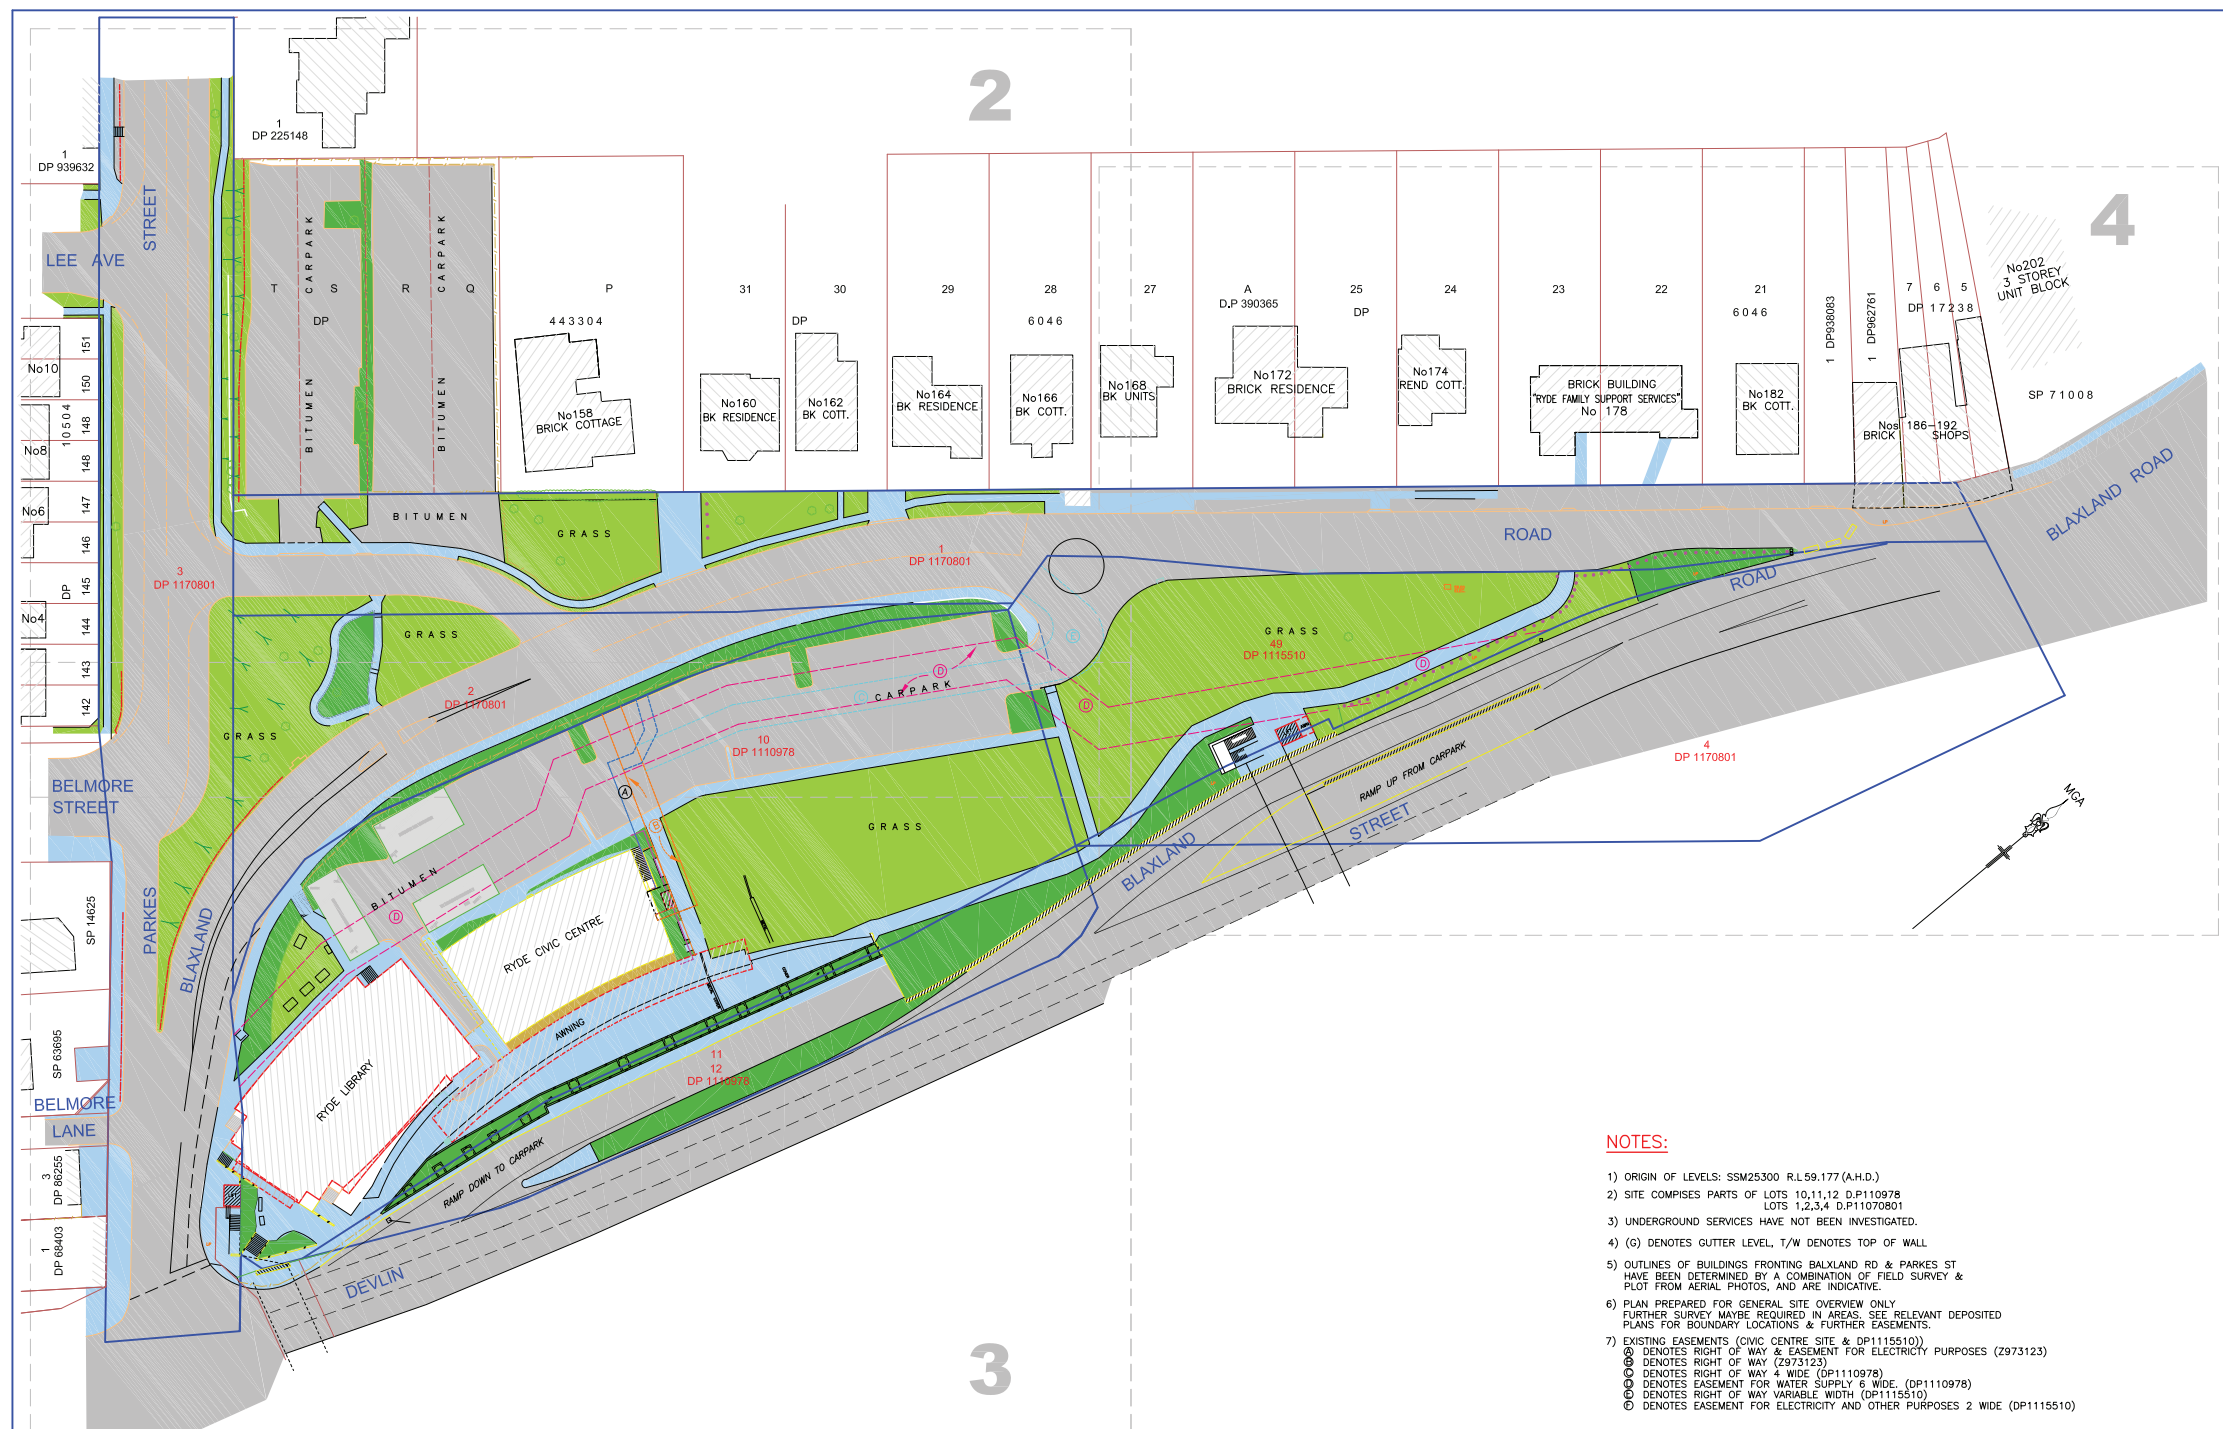 2
4
3
1
DP 939632
1
DP 225148
STREET
LEE AVE
CARPARK
CARPARK
T
S
R
Q
P
DP
443304
BITUMEN
BITUMEN
31
30
29
28
27
A
D.P 390365
25
24
23
22
21
DP
6046
DP
6046
1 DP938083
1 DP962761
7 6 5
DP 17238
No202
3 STOREY
UNIT BLOCK
SP 71008
No158
BRICK COTTAGE
No160
BK RESIDENCE
No162
BK COTT.
No164
BK RESIDENCE
No166
BK COTT.
No168
BK UNITS
No172
BRICK RESIDENCE
No174
REND COTT.
BRICK BUILDING
"RYDE FAMILY SUPPORT SERVICES"
No 178
No182
BK COTT.
Nos 186-192
BRICK SHOPS
No10
No8
No6
No4
151
150
148
148
147
146
145
144
143
142
10504
DP
BITUMEN
GRASS
ROAD
BLAXLAND ROAD
ROAD
3
DP 1170801
1
DP 1170801
GRASS
GRASS
2
DP 1170801
GRASS
49
DP 1115510
D
D
D
D
C
E
CARPARK
10
DP 1110978
4
DP 1170801
BELMORE
STREET
A
B
GRASS
RAMP UP FROM CARPARK
STREET
BLAXLAND
MGA
BITUMEN
D
RYDE CIVIC CENTRE
AWNING
PARKES
BLAXLAND
SP 14625
SP 63695
RYDE LIBRARY
11
12
DP 1110978
BELMORE
LANE
RAMP DOWN TO CARPARK
3
DP 86255
1
DP 68403
DEVLIN
NOTES:
1) ORIGIN OF LEVELS: SSM25300 R.L 59.177 (A.H.D.)
2) SITE COMPISES PARTS OF LOTS 10,11,12 D.P110978
LOTS 1,2,3,4 D.P11070801
3) UNDERGROUND SERVICES HAVE NOT BEEN INVESTIGATED.
4) (G) DENOTES GUTTER LEVEL, T/W DENOTES TOP OF WALL
5) OUTLINES OF BUILDINGS FRONTING BALXLAND RD & PARKES ST
HAVE BEEN DETERMINED BY A COMBINATION OF FIELD SURVEY &
PLOT FROM AERIAL PHOTOS, AND ARE INDICATIVE.
6) PLAN PREPARED FOR GENERAL SITE OVERVIEW ONLY
FURTHER SURVEY MAYBE REQUIRED IN AREAS. SEE RELEVANT DEPOSITED
PLANS FOR BOUNDARY LOCATIONS & FURTHER EASEMENTS.
7) EXISTING EASEMENTS (CIVIC CENTRE SITE & DP1115510))
A DENOTES RIGHT OF WAY & EASEMENT FOR ELECTRICTY PURPOSES (Z973123)
B DENOTES RIGHT OF WAY (Z973123)
C DENOTES RIGHT OF WAY 4 WIDE (DP1110978)
D DENOTES EASEMENT FOR WATER SUPPLY 6 WIDE. (DP1110978)
E DENOTES RIGHT OF WAY VARIABLE WIDTH (DP1115510)
F DENOTES EASEMENT FOR ELECTRICITY AND OTHER PURPOSES 2 WIDE (DP1115510)